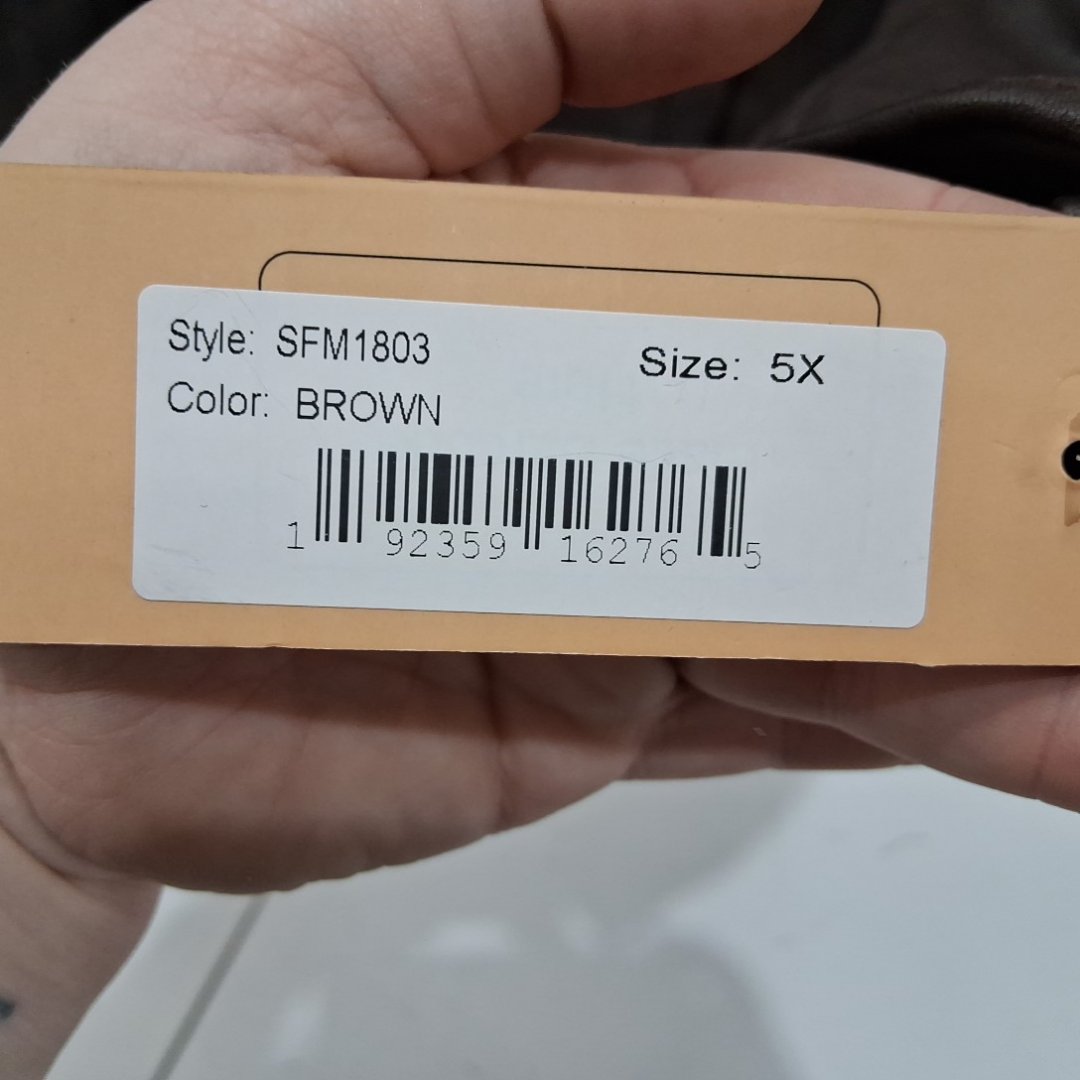 Style: SFM1803
Size: 5X
Color: BROWN
1 92359 16276 5